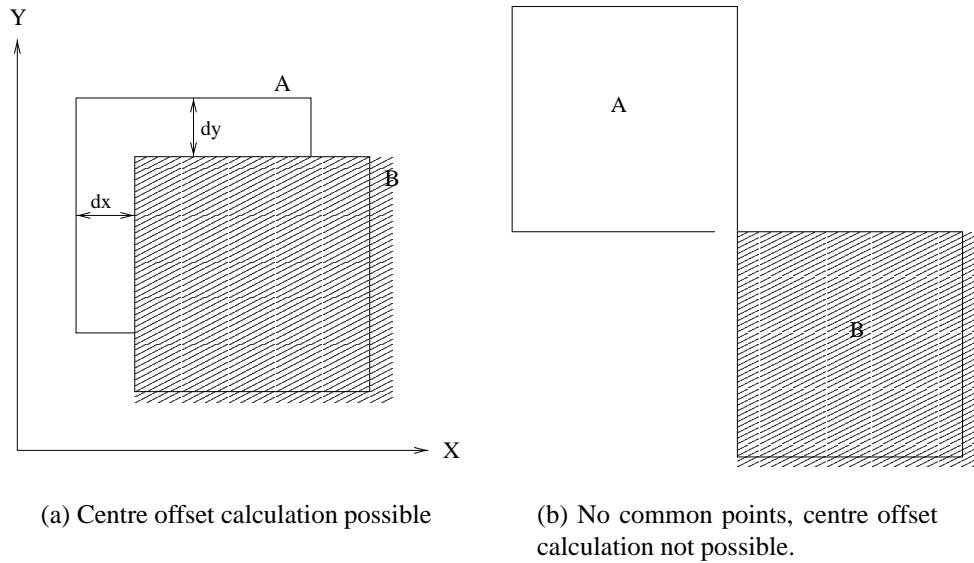 Y
A
dy
B
dx
X
(a) Centre offset calculation possible
A
B
(b) No common points, centre offset
calculation not possible.